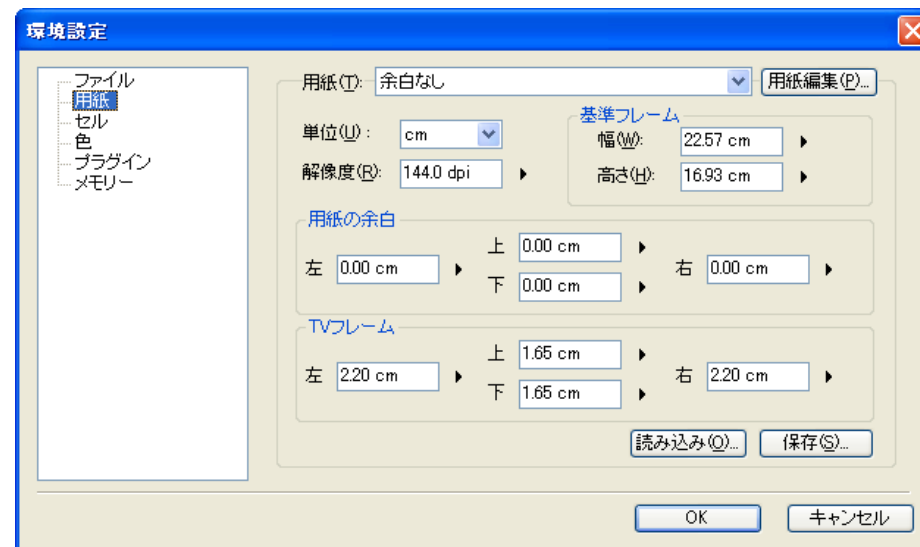 環境設定
ファイル
用紙
セル
色
プラグイン
メモリー
用紙(T): 余白なし 用紙編集(P)...
単位(U) : cm
解像度(R): 144.0 dpi
基準フレーム
幅(W): 22.57 cm
高さ(H): 16.93 cm
用紙の余白
上 0.00 cm
左 0.00 cm
右 0.00 cm
下 0.00 cm
TVフレーム
上 1.65 cm
左 2.20 cm
右 2.20 cm
下 1.65 cm
読み込み(O)... 保存(S)...
OK キャンセル